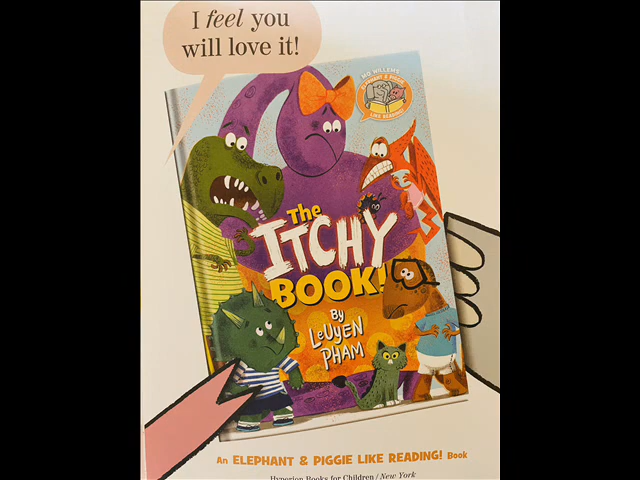 I feel you
will love it!
MO WILLEMS
ELEPHANT & PIGGIE
LIKE READING!
The
ITCHY
BOOK!
By
LeUyEN
PHAM
An ELEPHANT & PIGGIE LIKE READING! Book
Hyperion Books for Children / New York